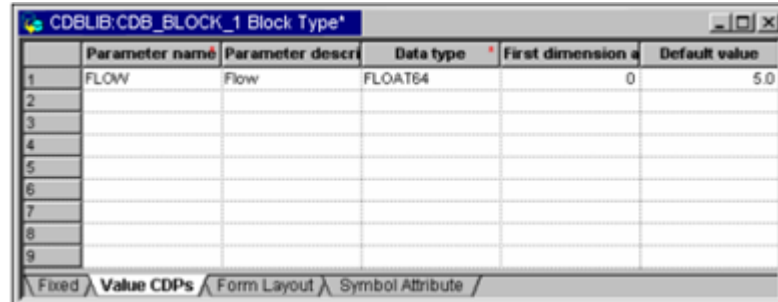 CDBLIB:CDB_BLOCK_1 Block Type*
Parameter name* Parameter descri Data type * First dimension a Default value
1 FLOW Flow FLOAT64 0 5.0
2
3
4
5
6
7
8
9
Fixed Value CDPs Form Layout Symbol Attribute